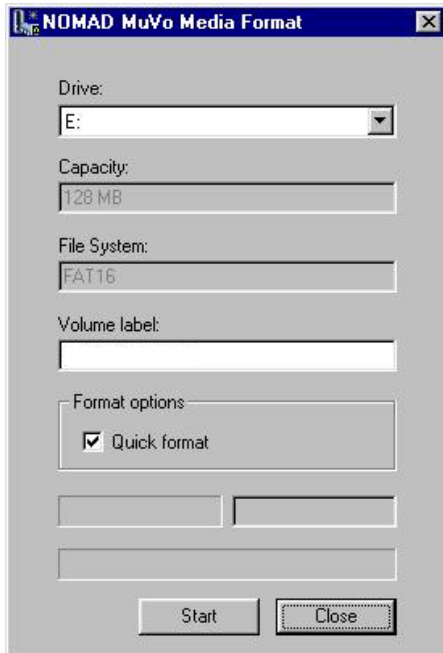 NOMAD MuVo Media Format
Drive:
E:
Capacity:
128 MB
File System:
FAT16
Volume label:
Format options
Quick format
Start
Close